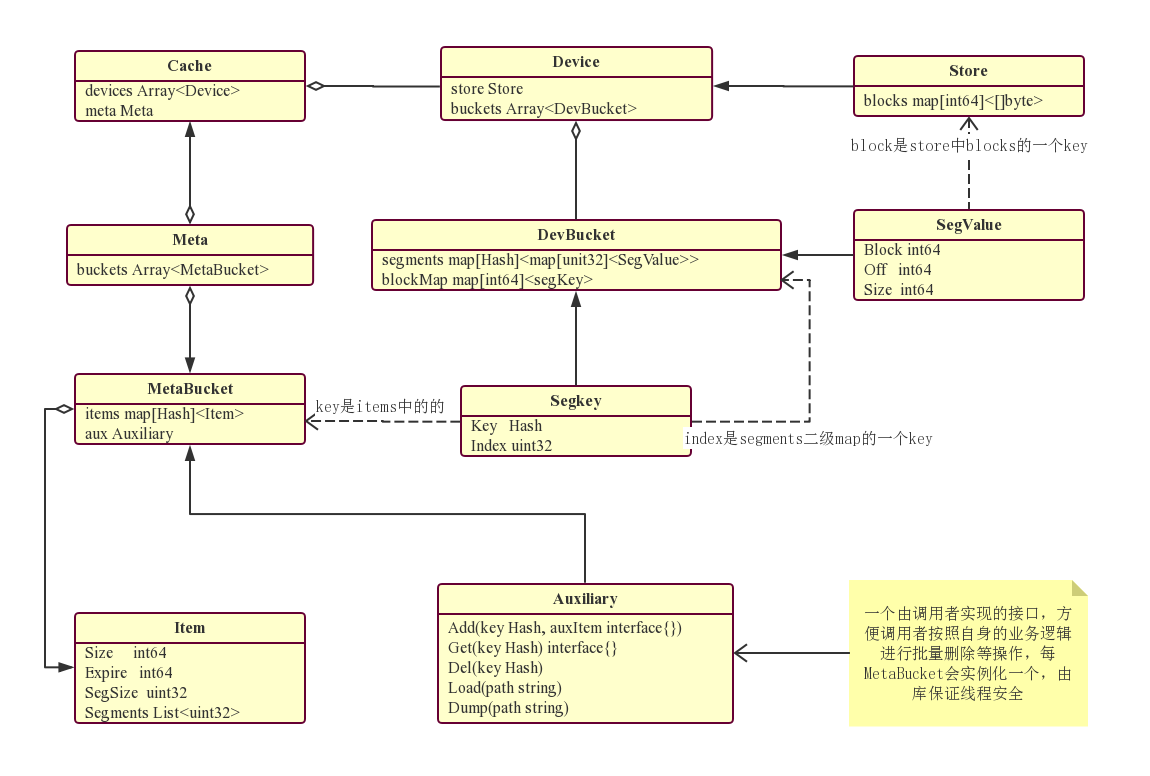 Cache
devices Array<Device>
meta Meta
Device
store Store
buckets Array<DevBucket>
Store
blocks map[int64]<[]byte>
block是store中blocks的一个key
Meta
buckets Array<MetaBucket>
DevBucket
segments map[Hash]<map[unit32]<SegValue>>
blockMap map[int64]<segKey>
SegValue
Block int64
Off int64
Size int64
MetaBucket
items map[Hash]<Item>
aux Auxiliary
key是items中的的
Segkey
Key Hash
Index uint32
index是segments二级map的一个key
Item
Size int64
Expire int64
SegSize uint32
Segments List<uint32>
Auxiliary
Add(key Hash, auxItem interface{})
Get(key Hash) interface{}
Del(key Hash)
Load(path string)
Dump(path string)
一个由调用者实现的接口，方
便调用者按照自身的业务逻辑
进行批量删除等操作，每
MetaBucket会实例化一个，由
库保证线程安全